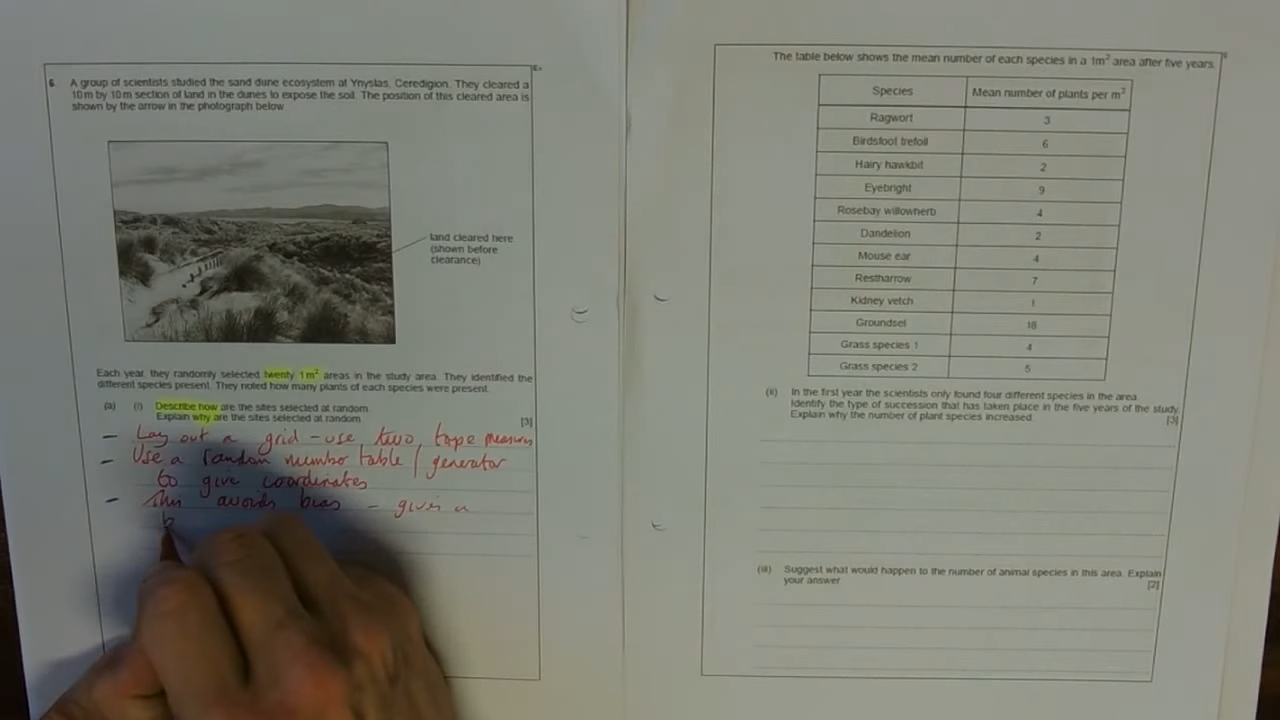 6. A group of scientists studied the sand dune ecosystem at Ynyslas, Ceredigion. They cleared a
10m by 10m section of land in the dunes to expose the soil. The position of this cleared area is
shown by the arrow in the photograph below
land cleared here
(shown before
clearance)
Each year, they randomly selected twenty 1m² areas in the study area. They identified the
different species present. They noted how many plants of each species were present.
(a) (i) Describe how are the sites selected at random.
Explain why are the sites selected at random
[3]
- Lay out a grid - use two tape measures
- Use a random number table / generator
to give coordinates
- This avoids bias - gives a
b
The table below shows the mean number of each species in a 1m² area after five years.
Species Mean number of plants per m²
Ragwort 3
Birdsfoot trefoil 6
Hairy hawkbit 2
Eyebright 9
Rosebay willowherb 4
Dandelion 2
Mouse ear 4
Restharrow 7
Kidney vetch 1
Groundsel 18
Grass species 1 4
Grass species 2 5
(ii) In the first year the scientists only found four different species in the area.
Identify the type of succession that has taken place in the five years of the study.
Explain why the number of plant species increased.
[3]
(iii) Suggest what would happen to the number of animal species in this area. Explain
your answer
[2]